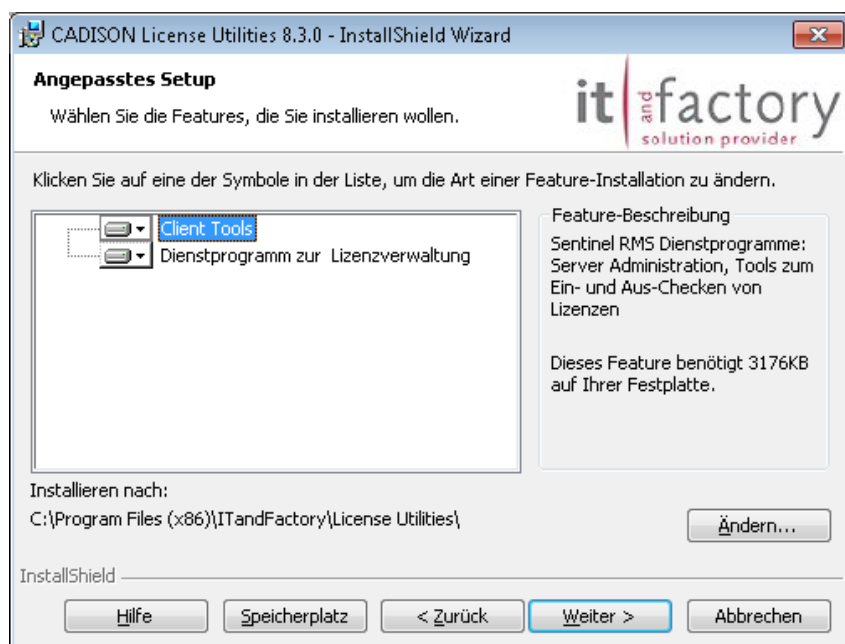 CADISON License Utilities 8.3.0 - InstallShield Wizard
Angepasstes Setup
Wählen Sie die Features, die Sie installieren wollen.
it and factory
solution provider
Klicken Sie auf eine der Symbole in der Liste, um die Art einer Feature-Installation zu ändern.
Client Tools
Dienstprogramm zur Lizenzverwaltung
Feature-Beschreibung
Sentinel RMS Dienstprogramme:
Server Administration, Tools zum
Ein- und Aus-Checken von
Lizenzen
Dieses Feature benötigt 3176KB
auf Ihrer Festplatte.
Installieren nach:
C:\Program Files (x86)\ITandFactory\License Utilities\
Ändern...
InstallShield
Hilfe
Speicherplatz
< Zurück
Weiter >
Abbrechen